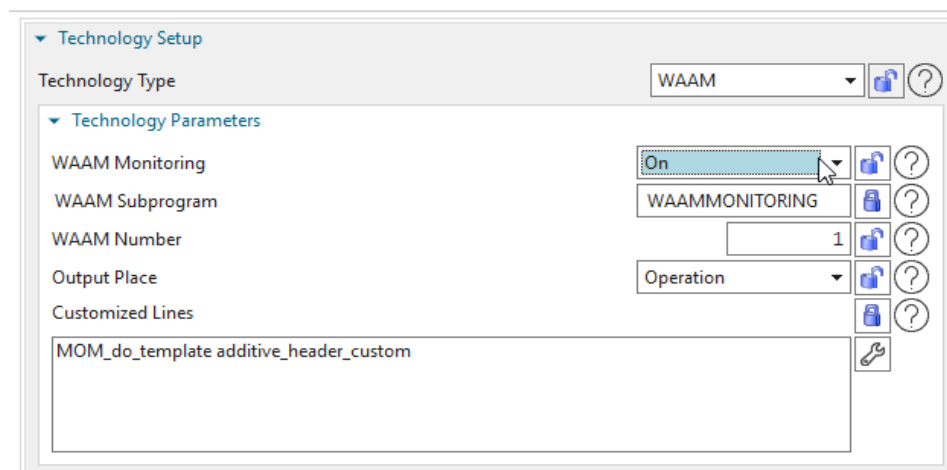 Technology Setup
Technology Type WAAM ?
Technology Parameters
WAAM Monitoring On ?
WAAM Subprogram WAAMMONITORING ?
WAAM Number 1 ?
Output Place Operation ?
Customized Lines ?
MOM_do_template additive_header_custom